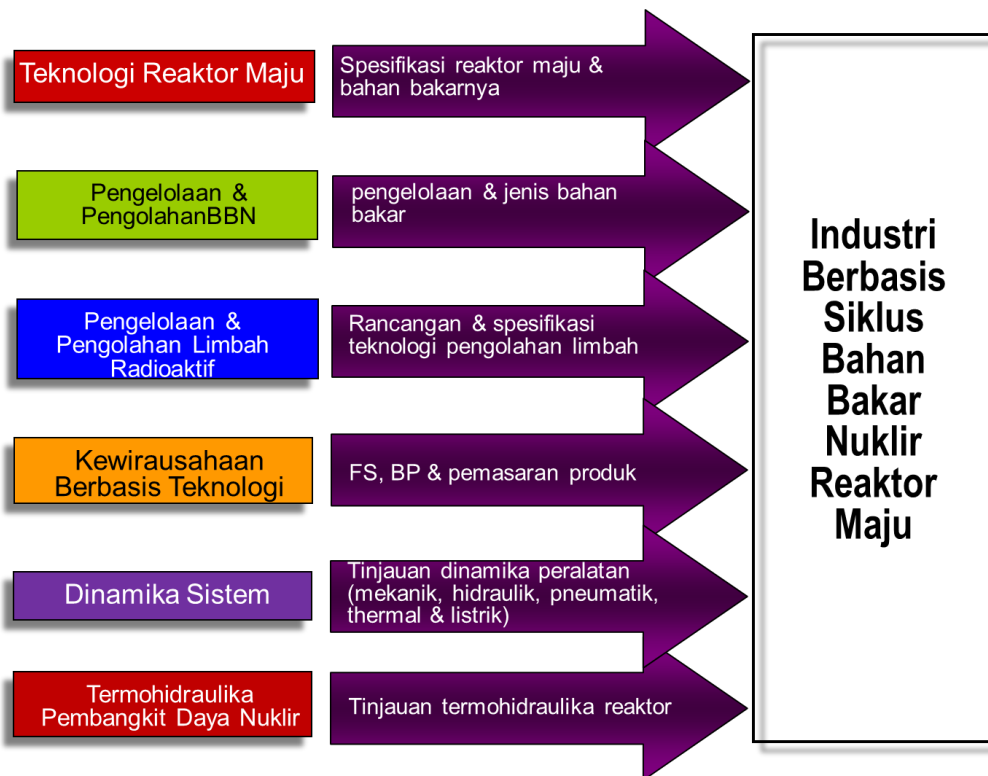 Teknologi Reaktor Maju
Spesifikasi reaktor maju &
bahan bakarnya
Pengelolaan &
PengolahanBBN
pengelolaan & jenis bahan
bakar
Pengelolaan &
Pengolahan Limbah
Radioaktif
Rancangan & spesifikasi
teknologi pengolahan limbah
Kewirausahaan
Berbasis Teknologi
FS, BP & pemasaran produk
Dinamika Sistem
Tinjauan dinamika peralatan
(mekanik, hidraulik, pneumatik,
thermal & listrik)
Termohidraulika
Pembangkit Daya Nuklir
Tinjauan termohidraulika reaktor
Industri
Berbasis
Siklus
Bahan
Bakar
Nuklir
Reaktor
Maju